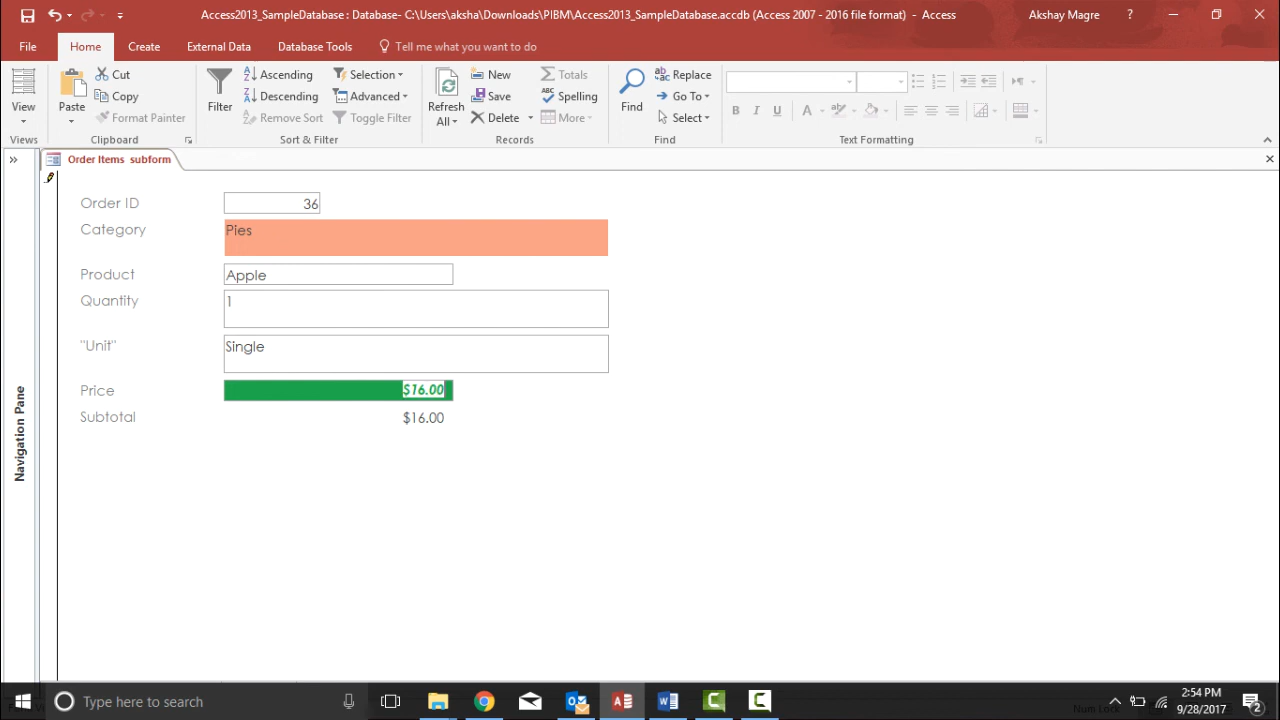 Access2013_SampleDatabase : Database- C:\Users\aksha\Downloads\PIBM\Access2013_SampleDatabase.accdb (Access 2007 - 2016 file format) - Access
Akshay Magre
?
File Home Create External Data Database Tools Tell me what you want to do
View
Views
Paste
Cut
Copy
Format Painter
Clipboard
Filter
Ascending
Descending
Remove Sort
Selection
Advanced
Toggle Filter
Sort & Filter
Refresh
All
New
Save
Delete
Totals
Spelling
More
Records
Find
Replace
Go To
Select
Find
B I U
Text Formatting
Order Items subform
Navigation Pane
Order ID 36
Category Pies
Product Apple
Quantity 1
"Unit" Single
Price $16.00
Subtotal $16.00
Type here to search
2:54 PM
9/28/2017
Num Lock
2